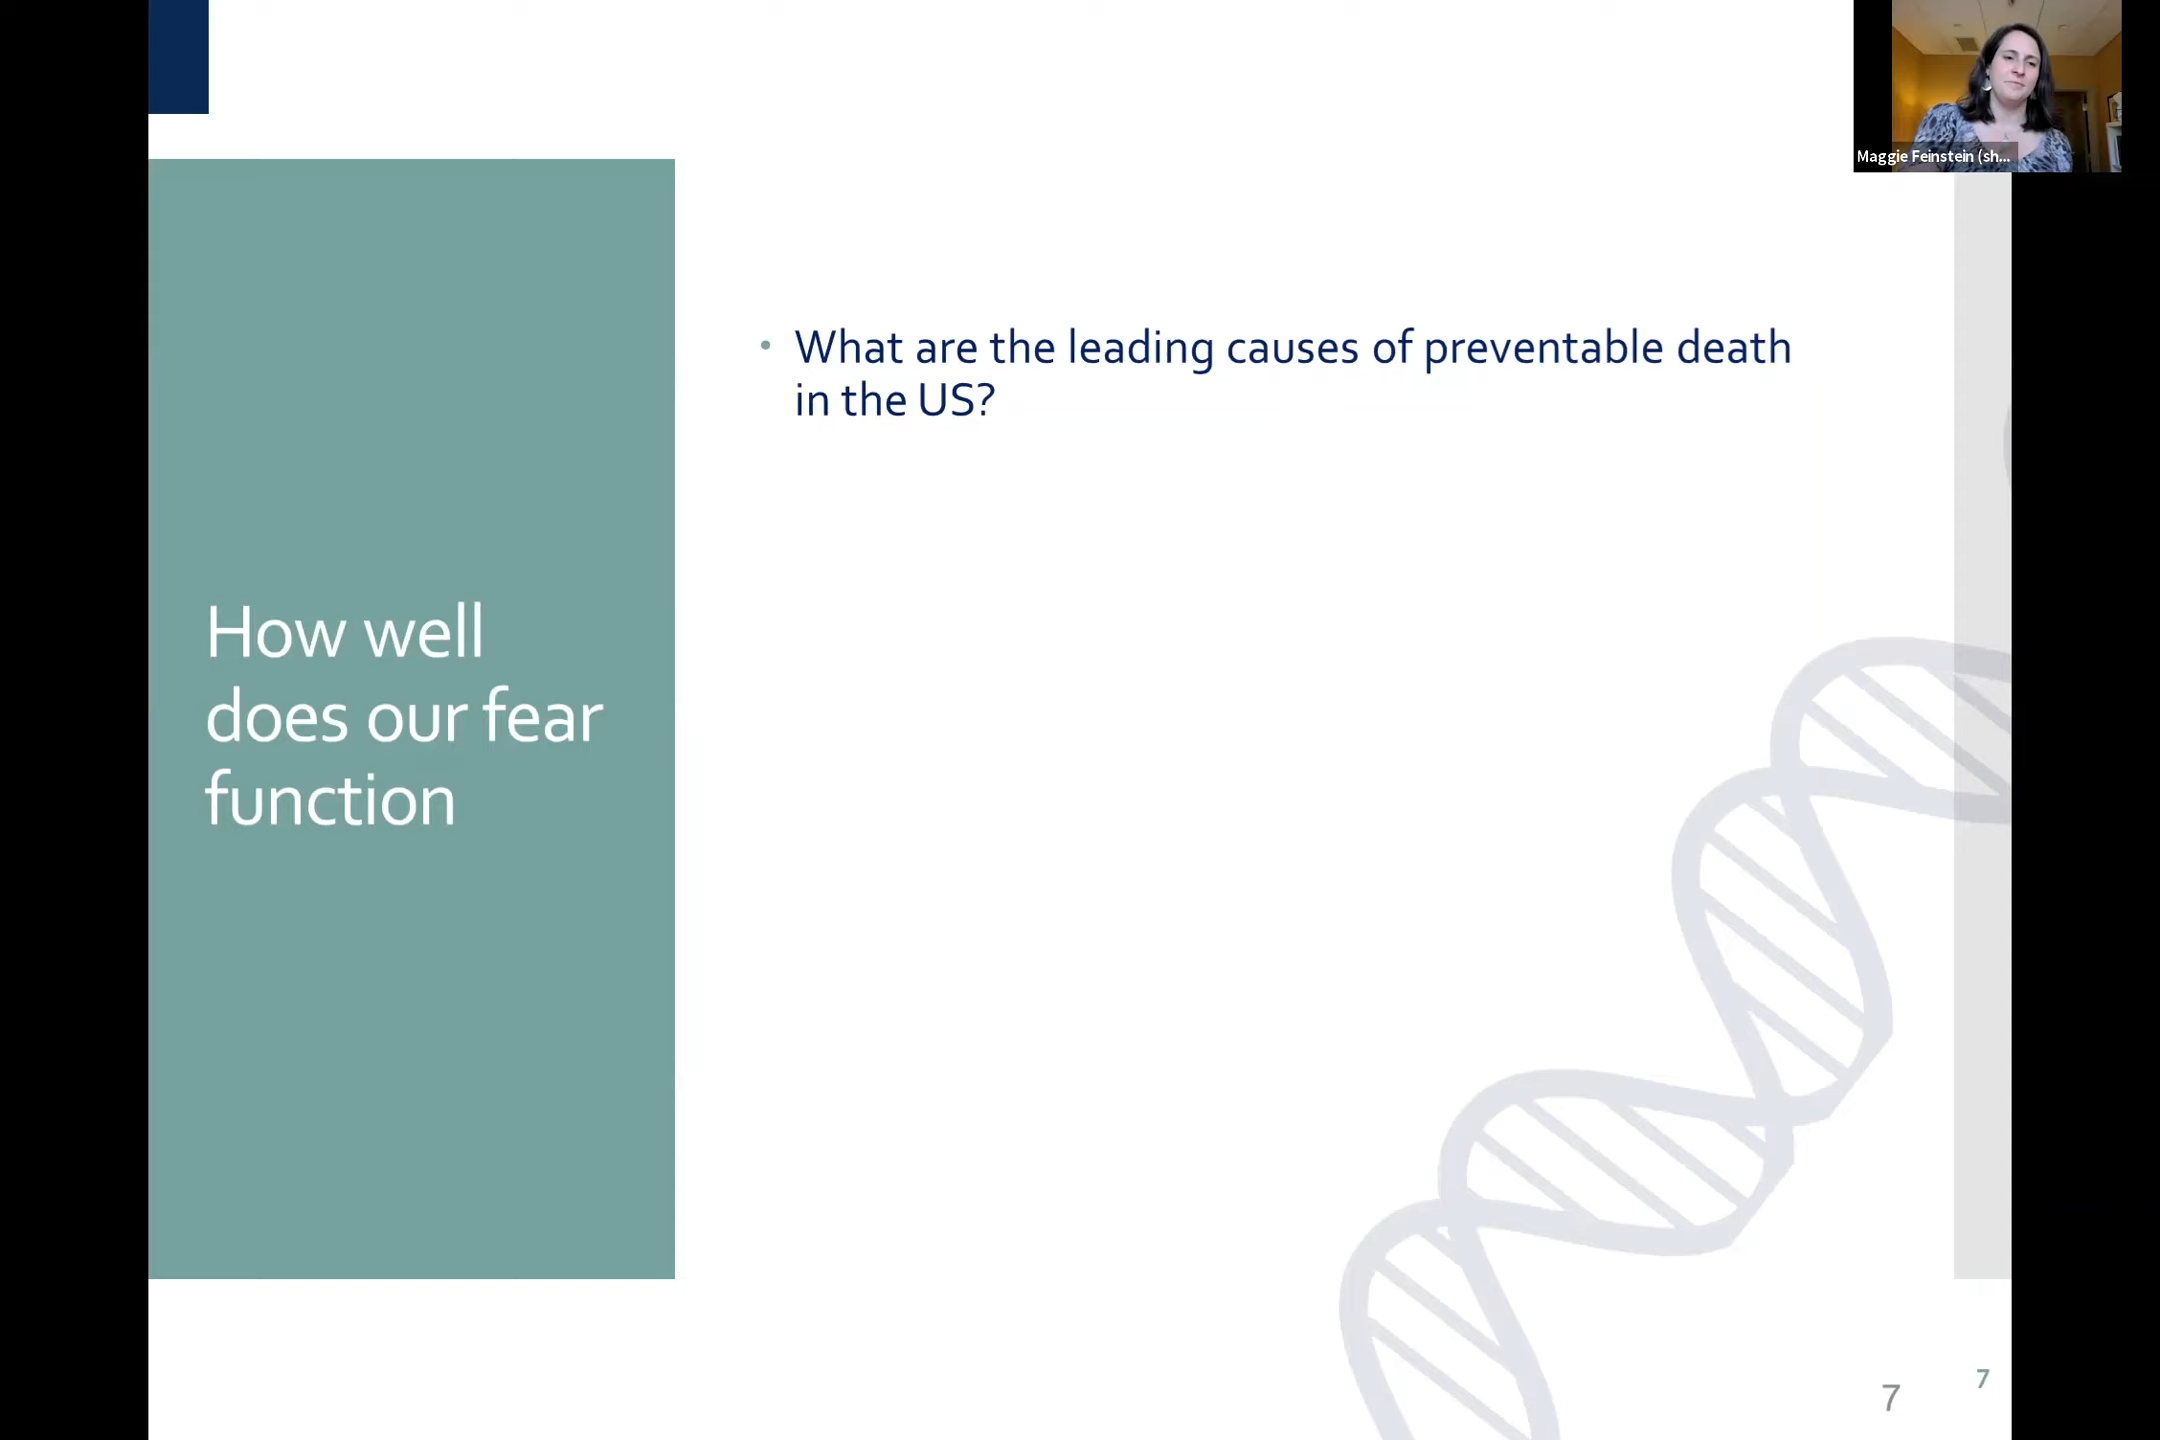 Maggie Feinstein (sh...
• What are the leading causes of preventable death
in the US?
How well
does our fear
function
7
7